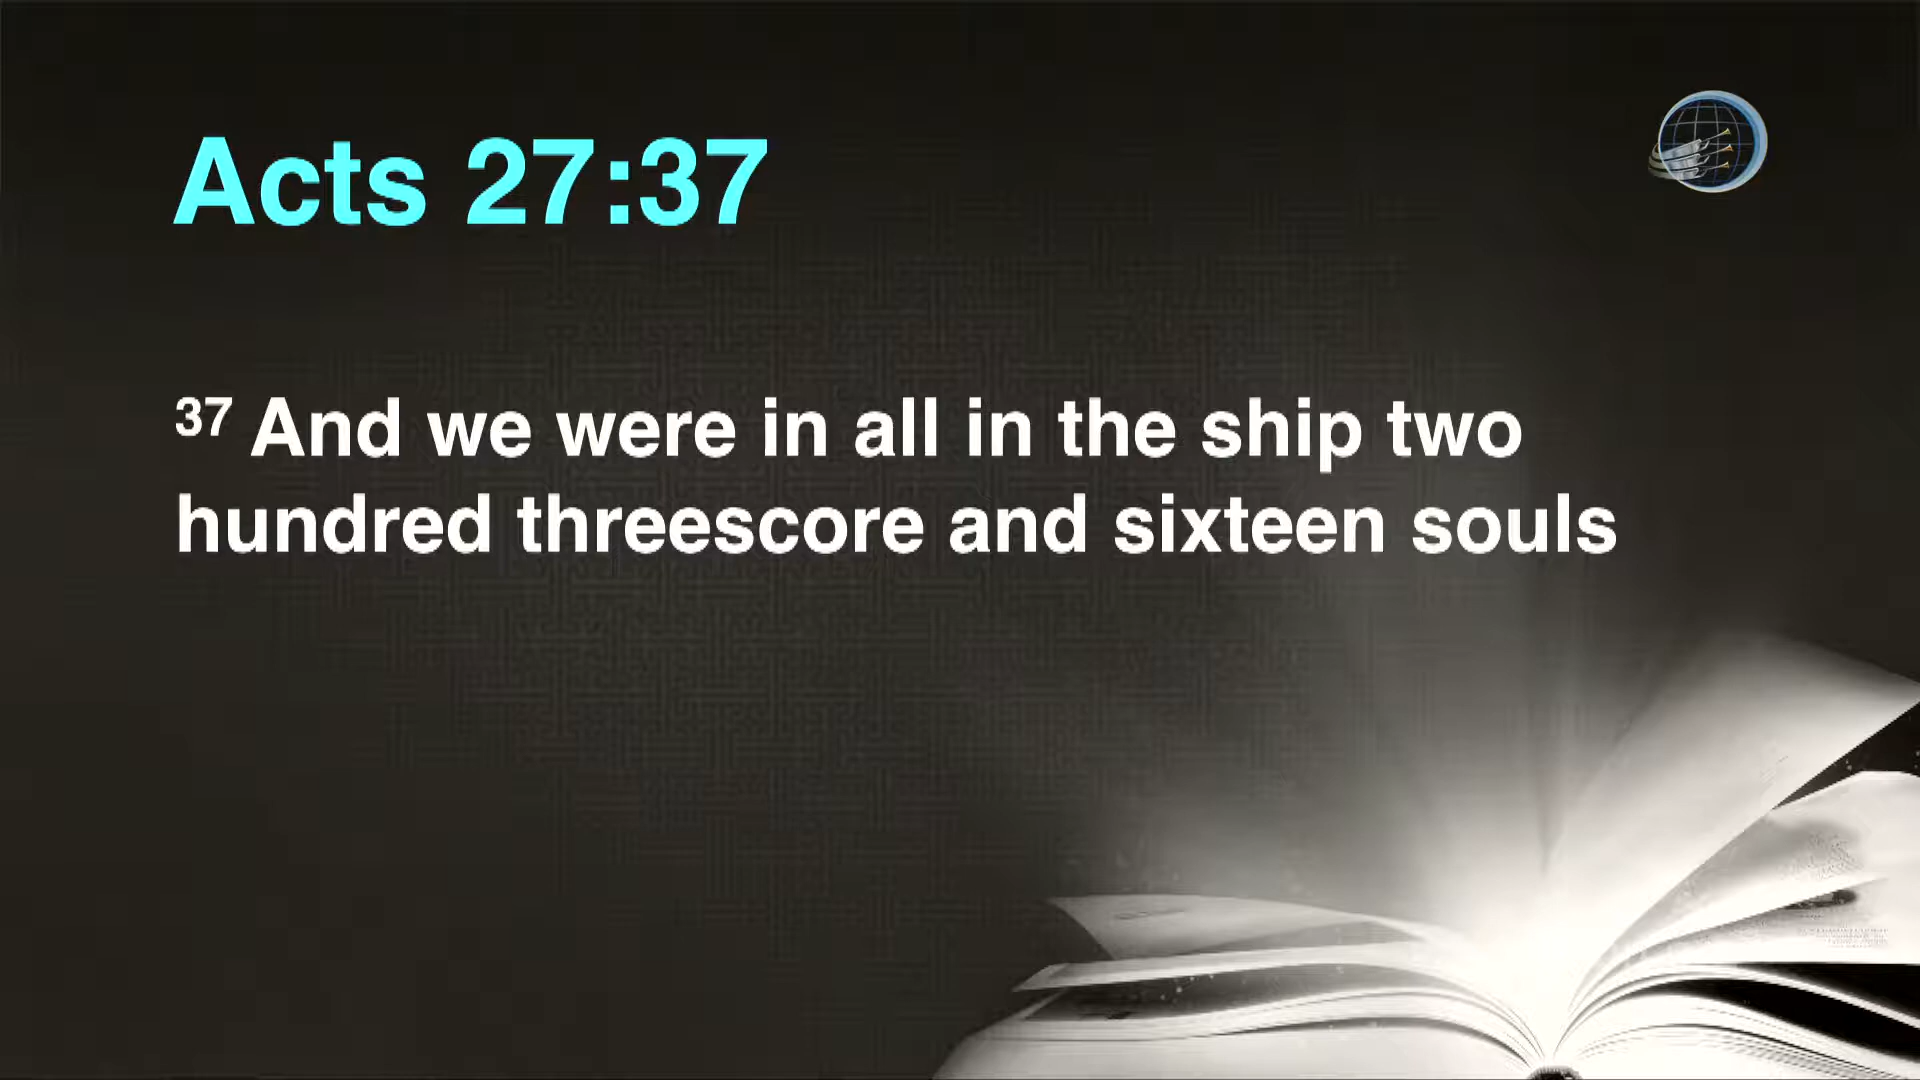 Acts 27:37
37 And we were in all in the ship two
hundred threescore and sixteen souls